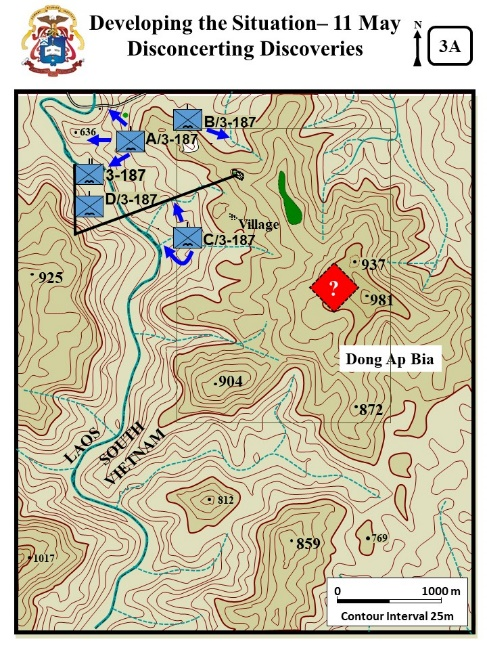 Developing the Situation– 11 May
Disconcerting Discoveries
N
3A
636
B/3-187
A/3-187
3-187
D/3-187
Village
C/3-187
937
925
?
981
Dong Ap Bia
904
872
LAOS
SOUTH
VIETNAM
812
859
769
1017
0 1000 m
Contour Interval 25m